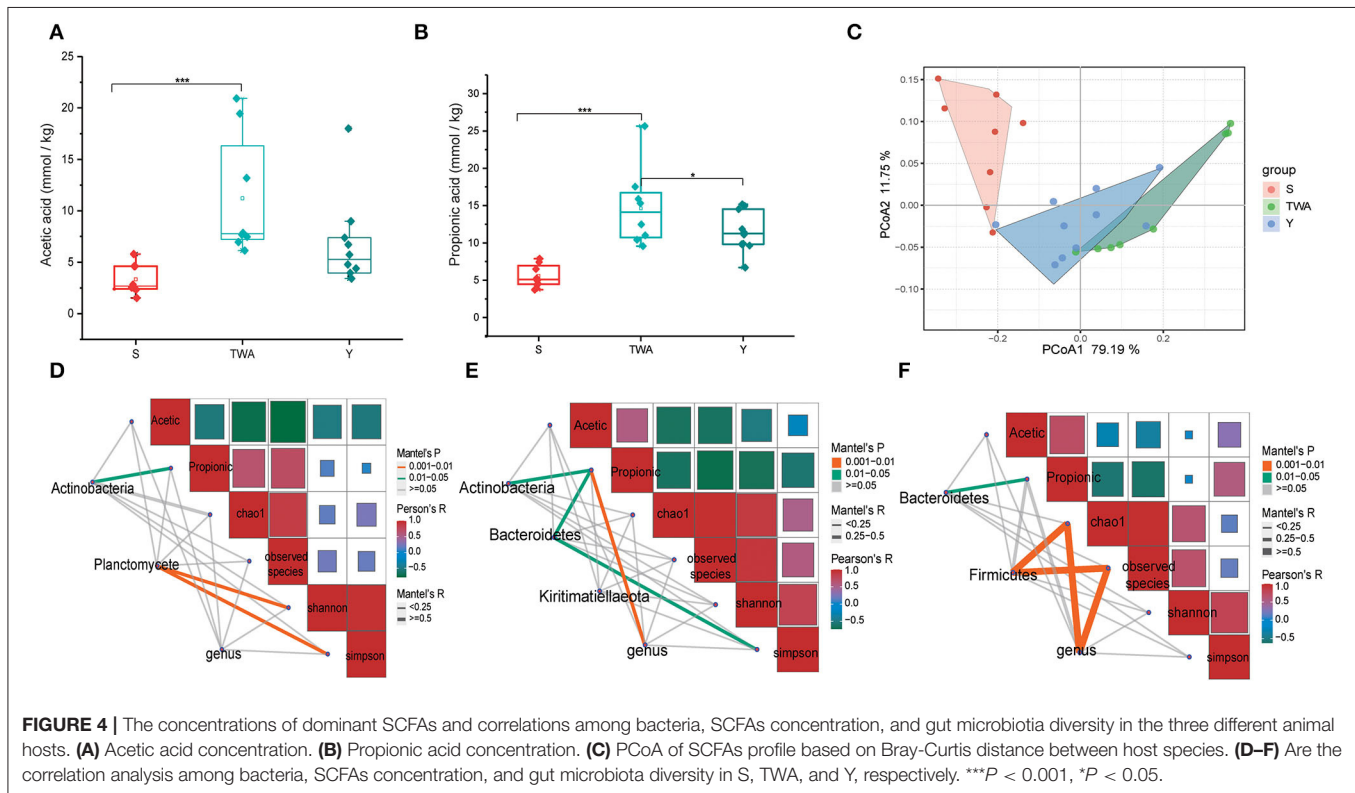 (A)
Acetic acid (mmol / kg)
25
20
15
10
5
0
***
S
TWA
Y
(B)
Propionic acid (mmol / kg)
30
25
20
15
10
5
0
***
*
S
TWA
Y
(C)
PCoA2 11.75 %
0.15
0.10
0.05
0.00
−0.05
−0.10
−0.2
0.0
0.2
PCoA1 79.19 %
group
S
TWA
Y
(D)
Acetic
Propionic
chao1
observed
species
shannon
simpson
Actinobacteria
Planctomycete
genus
Mantel's P
0.001−0.01
0.01−0.05
>=0.05
Person's R
1.0
0.5
0.0
−0.5
Mantel's R
<0.25
>=0.5
(E)
Acetic
Propionic
chao1
observed
species
shannon
simpson
Actinobacteria
Bacteroidetes
Kiritimatiellaeota
genus
Mantel's P
0.001−0.01
0.01−0.05
>=0.05
Mantel's R
<0.25
0.25−0.5
Pearson's R
1.0
0.5
0.0
−0.5
(F)
Acetic
Propionic
chao1
observed
species
shannon
simpson
Bacteroidetes
Firmicutes
genus
Mantel's P
0.001−0.01
0.01−0.05
>=0.05
Mantel's R
<0.25
0.25−0.5
>=0.5
Pearson's R
1.0
0.5
0.0
−0.5
FIGURE 4 | The concentrations of dominant SCFAs and correlations among bacteria, SCFAs concentration, and gut microbiotia diversity in the three different animal
hosts. (A) Acetic acid concentration. (B) Propionic acid concentration. (C) PCoA of SCFAs profile based on Bray-Curtis distance between host species. (D–F) Are the
correlation analysis among bacteria, SCFAs concentration, and gut microbiota diversity in S, TWA, and Y, respectively. ***P < 0.001, *P < 0.05.